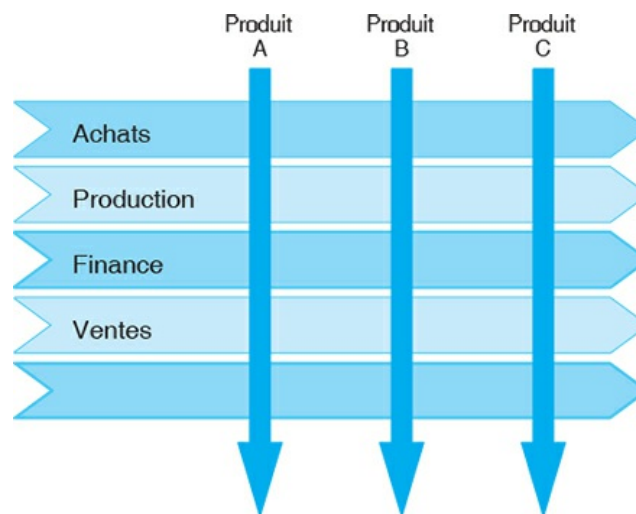 Produit Produit Produit
A B C
Achats
Production
Finance
Ventes